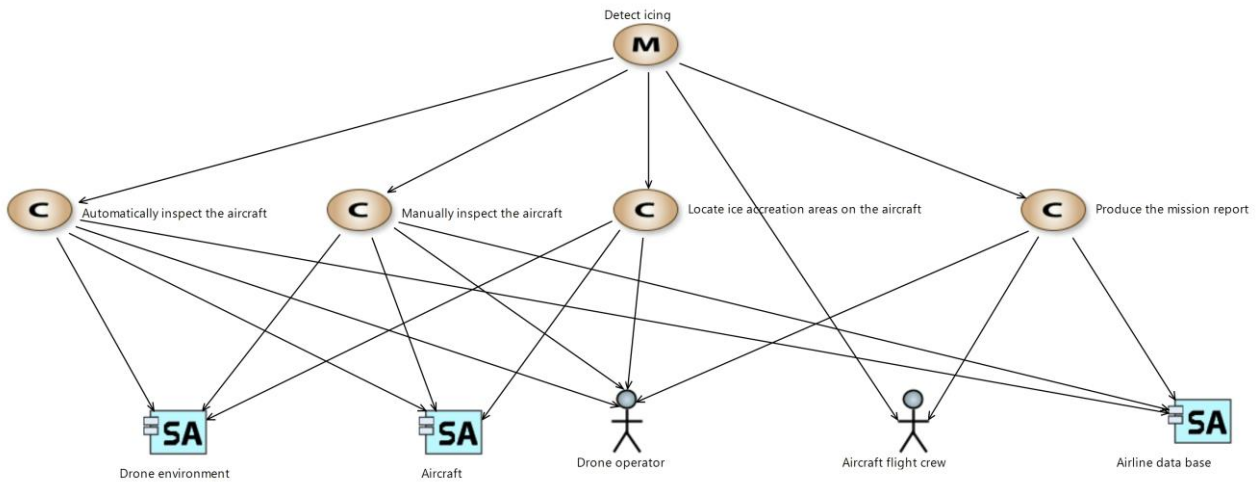 Detect icing
M
C
Automatically inspect the aircraft
C
Manually inspect the aircraft
C
Locate ice accreation areas on the aircraft
C
Produce the mission report
SA
Drone environment
SA
Aircraft
Drone operator
Aircraft flight crew
SA
Airline data base